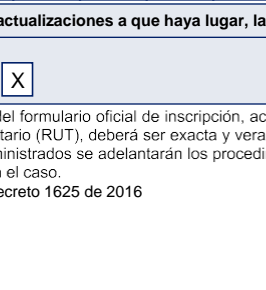 actualizaciones a que haya lugar, la
X
del formulario oficial de inscripción, ac
tario (RUT), deberá ser exacta y vera
ministrados se adelantarán los procedi
el caso.
ecreto 1625 de 2016